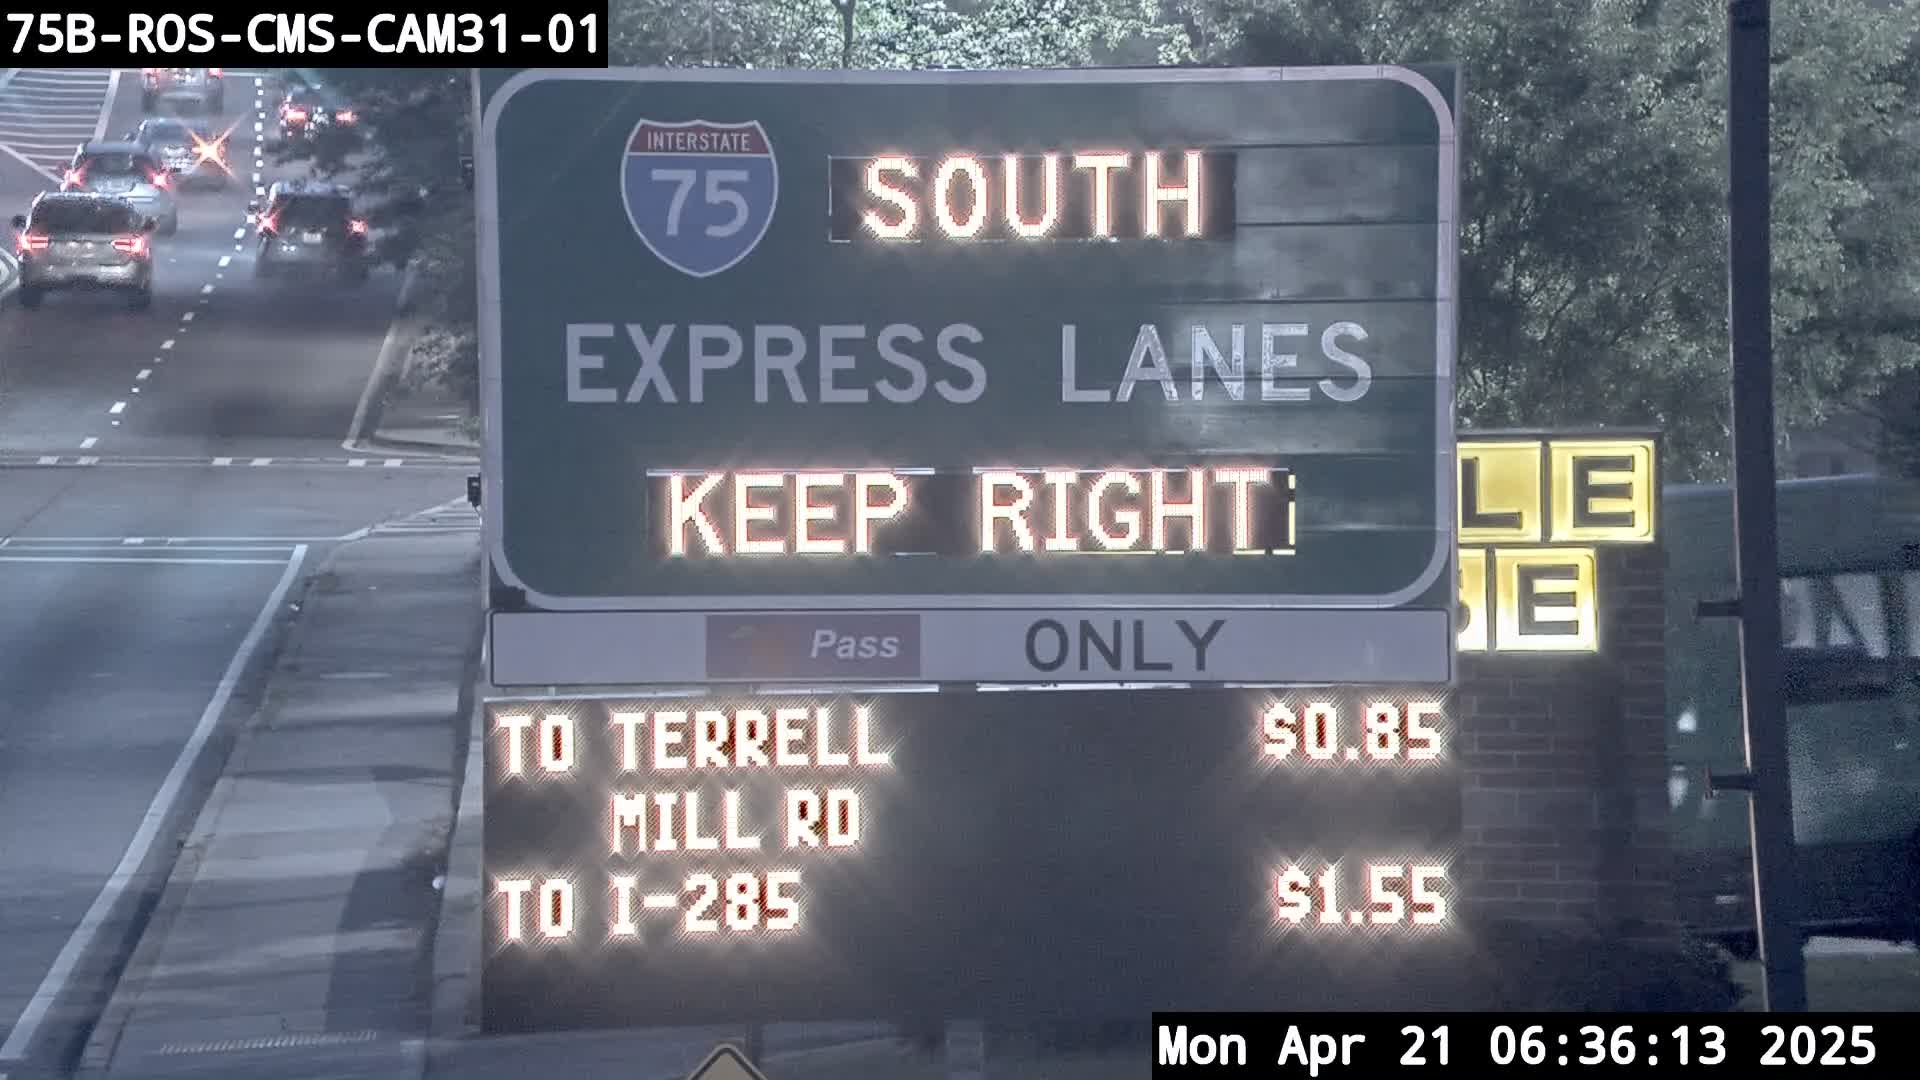 75B-ROS-CMS-CAM31-01
INTERSTATE
75
SOUTH
EXPRESS LANES
KEEP RIGHT
Pass ONLY
TO TERRELL $0.85
MILL RD
TO I-285 $1.55
LE
E
Mon Apr 21 06:36:13 2025